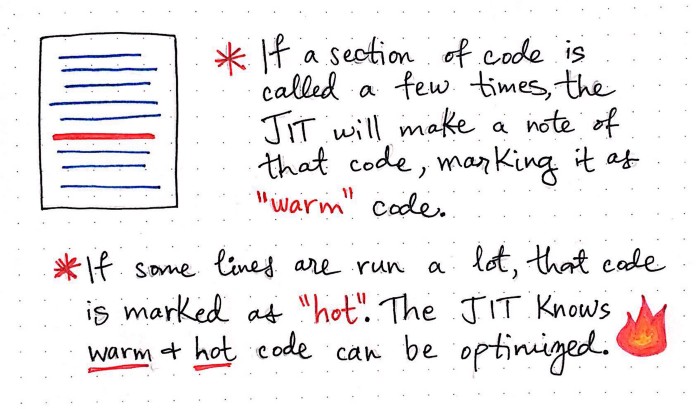 * If a section of code is
called a few times, the
JIT will make a note of
that code, marking it as
"warm" code.
* If some lines are run a lot, that code
is marked as "hot". The JIT Knows
warm + hot code can be optimized.